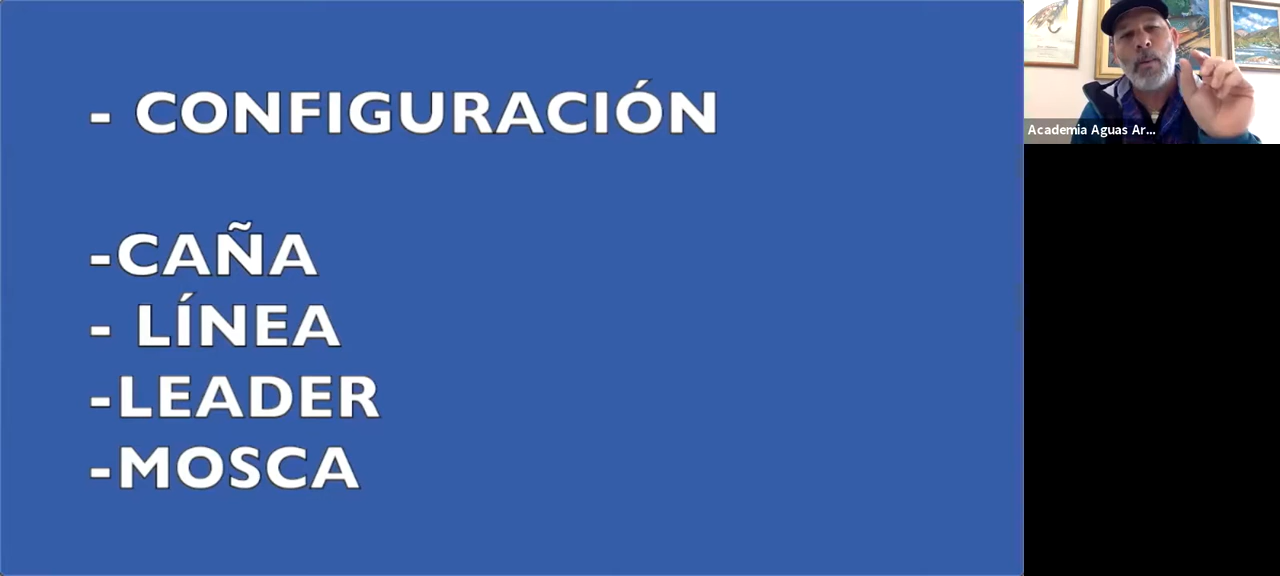 - CONFIGURACIÓN
-CAÑA
- LÍNEA
-LEADER
-MOSCA
Academia Aguas Ar...